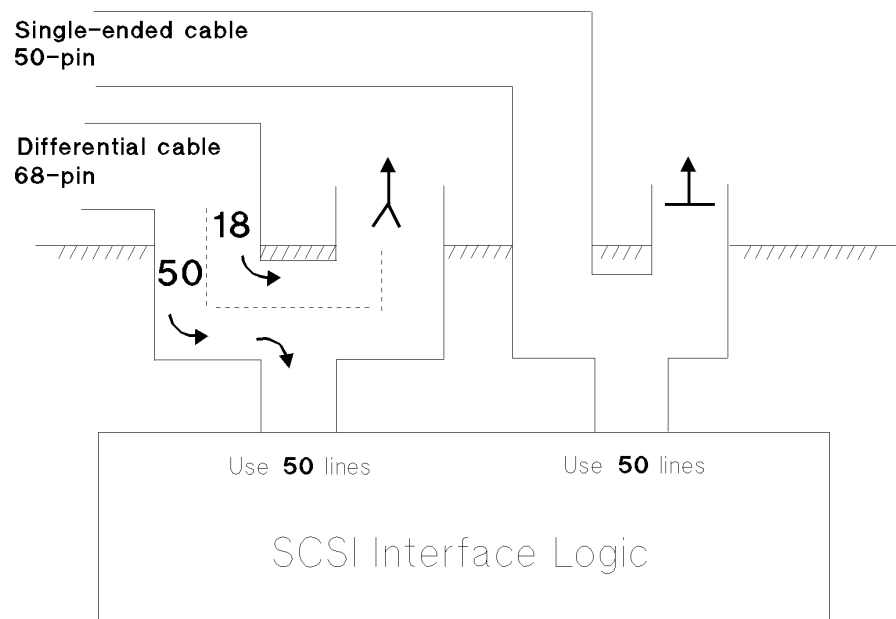 Single-ended cable
50-pin
Differential cable
68-pin
18
50
Use 50 lines
Use 50 lines
SCSI Interface Logic